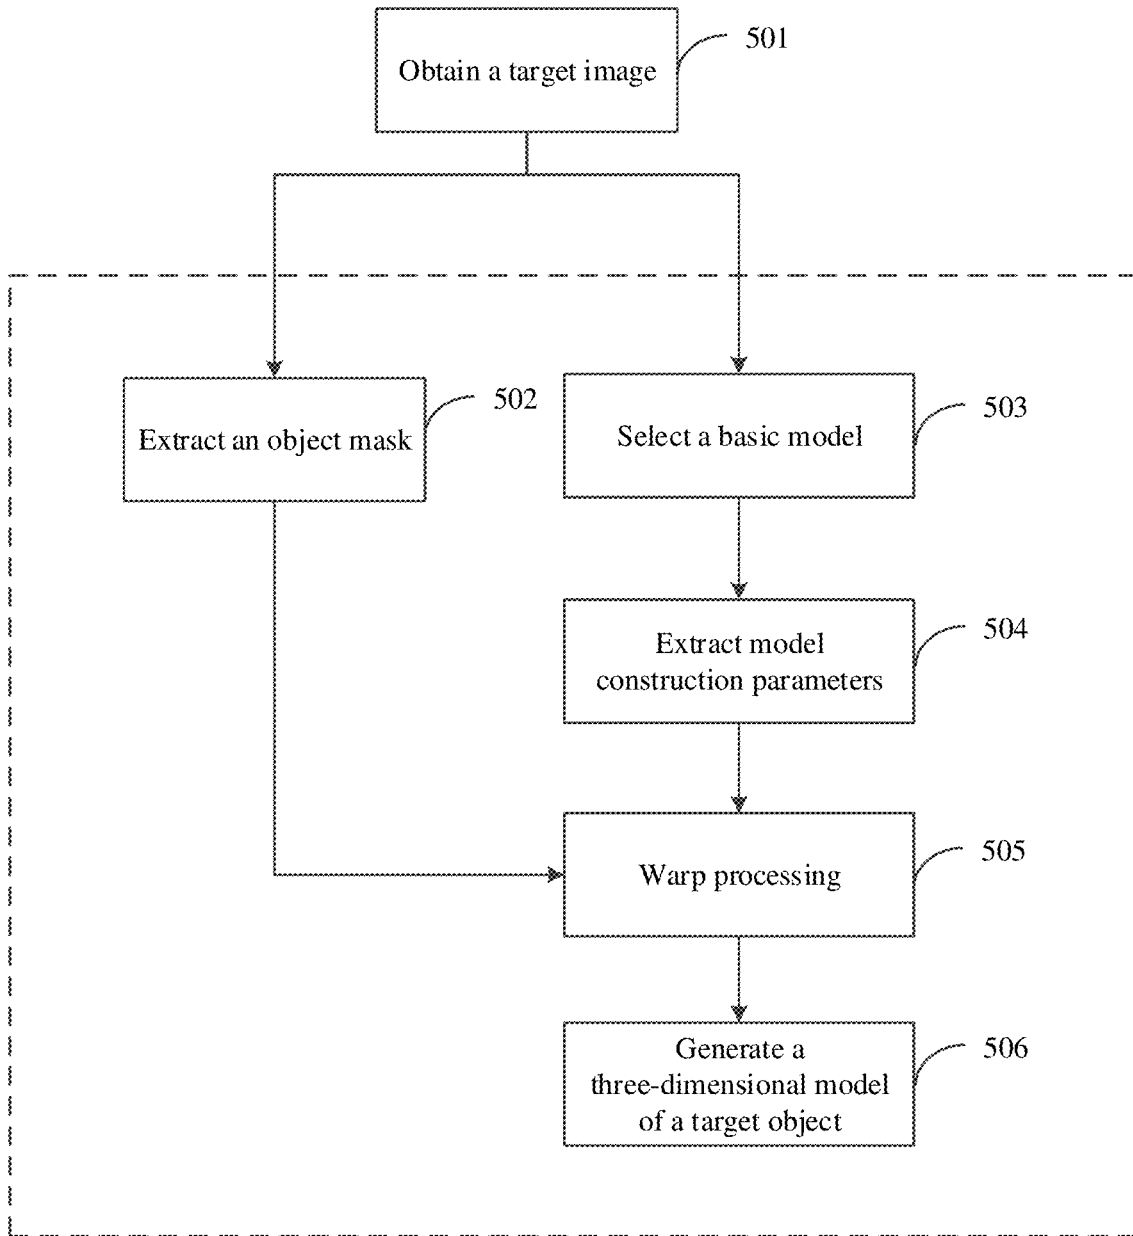 Obtain a target image
501
Extract an object mask
502
Select a basic model
503
Extract model
construction parameters
504
Warp processing
505
Generate a
three-dimensional model
of a target object
506